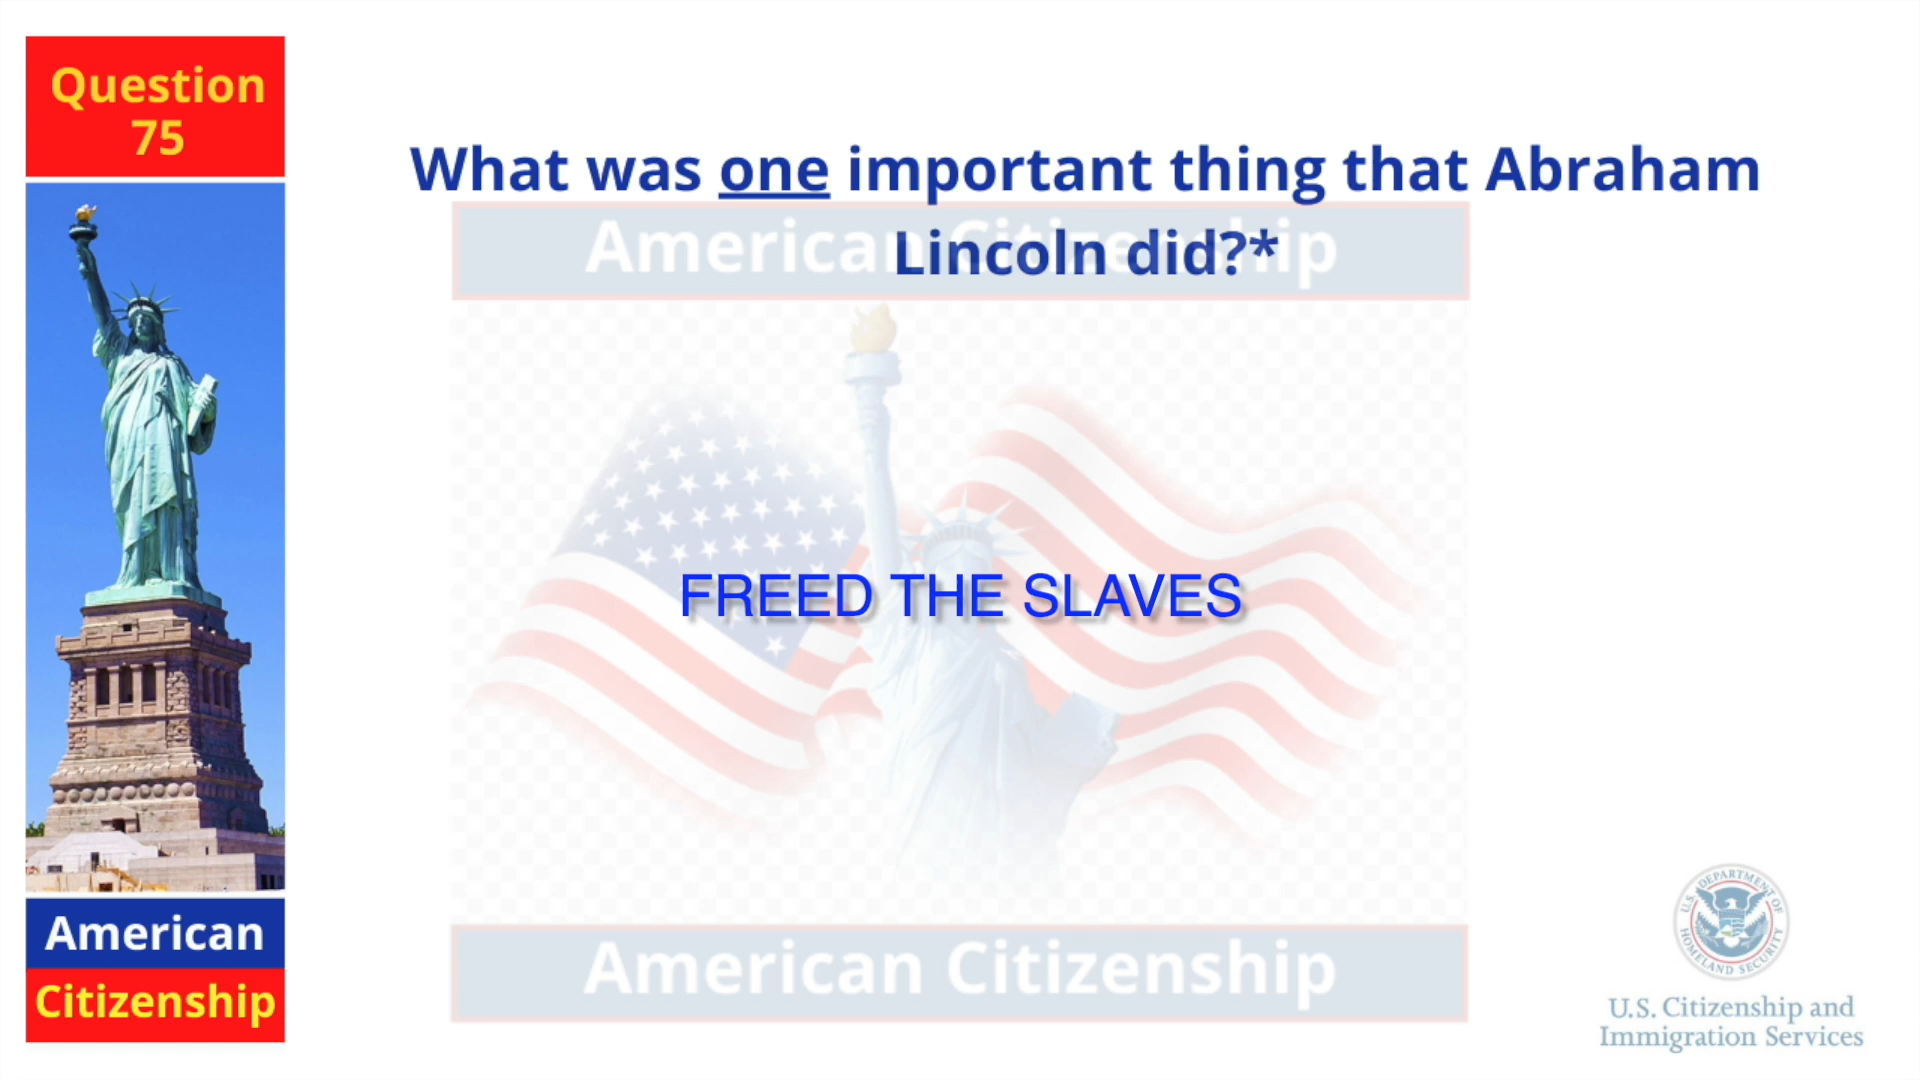 Question
75
What was one important thing that Abraham
Lincoln did?*
American Citizenship
FREED THE SLAVES
American Citizenship
American
Citizenship
U.S. DEPARTMENT OF
HOMELAND SECURITY
U.S. Citizenship and
Immigration Services